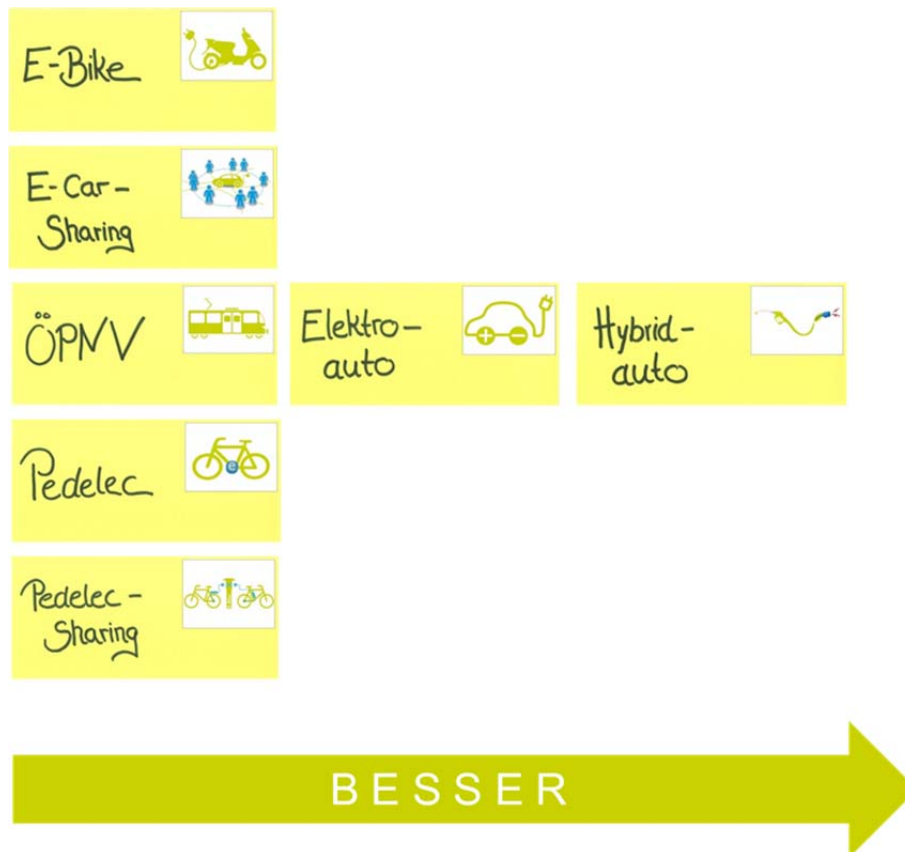 E-Bike
E-Car-
Sharing
ÖPNV
Elektro-
auto
Hybrid-
auto
Pedelec
Pedelec-
Sharing
BESSER